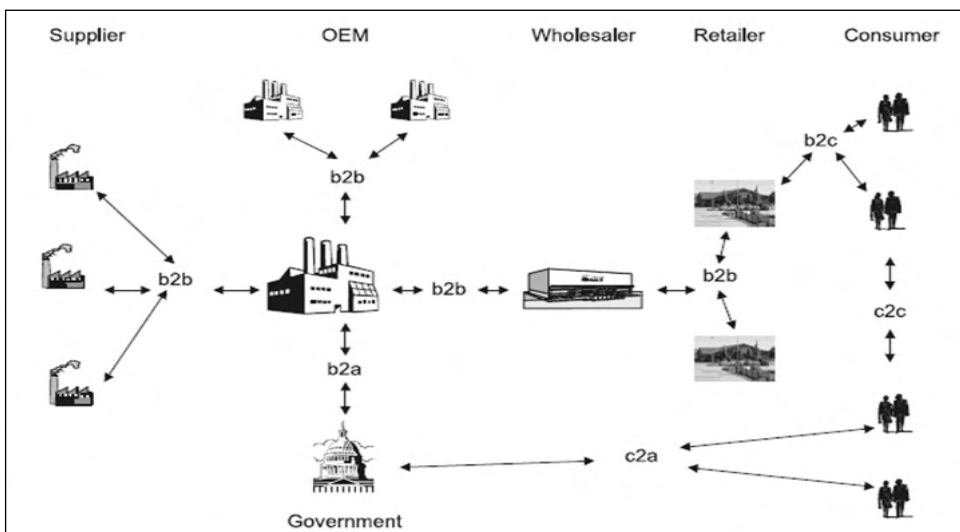 Supplier OEM Wholesaler Retailer Consumer
b2c
b2b
b2b b2b b2b
c2c
b2a
c2a
Government